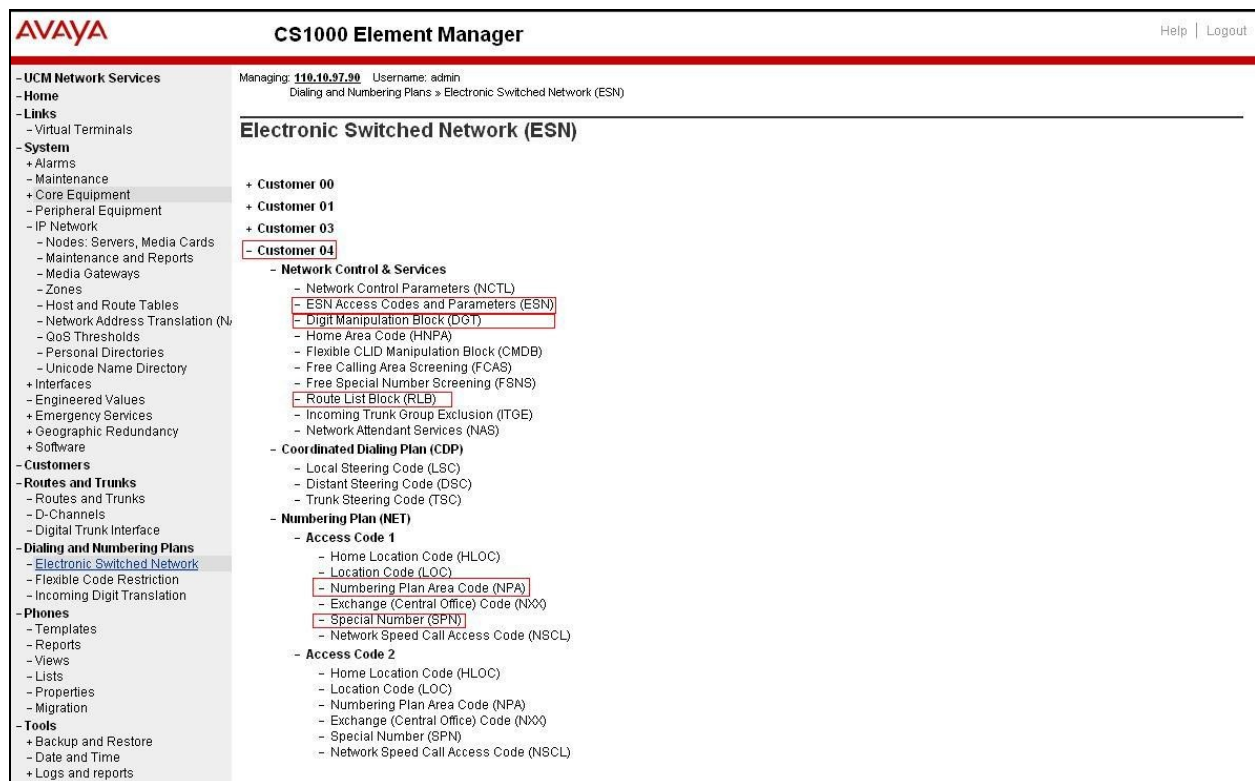 AVAYA
CS1000 Element Manager
Help | Logout
- UCM Network Services
- Home
- Links
- Virtual Terminals
- System
+ Alarms
- Maintenance
+ Core Equipment
- Peripheral Equipment
- IP Network
- Nodes: Servers, Media Cards
- Maintenance and Reports
- Media Gateways
- Zones
- Host and Route Tables
- Network Address Translation (N
- QoS Thresholds
- Personal Directories
- Unicode Name Directory
+ Interfaces
- Engineered Values
+ Emergency Services
+ Geographic Redundancy
+ Software
- Customers
- Routes and Trunks
- Routes and Trunks
- D-Channels
- Digital Trunk Interface
- Dialing and Numbering Plans
- Electronic Switched Network
- Flexible Code Restriction
- Incoming Digit Translation
- Phones
- Templates
- Reports
- Views
- Lists
- Properties
- Migration
- Tools
+ Backup and Restore
- Date and Time
+ Logs and reports
Managing: 110.10.97.90 Username: admin
Dialing and Numbering Plans » Electronic Switched Network (ESN)
Electronic Switched Network (ESN)
+ Customer 00
+ Customer 01
+ Customer 03
- Customer 04
- Network Control & Services
- Network Control Parameters (NCTL)
- ESN Access Codes and Parameters (ESN)
- Digit Manipulation Block (DGT)
- Home Area Code (HNPA)
- Flexible CLID Manipulation Block (CMDB)
- Free Calling Area Screening (FCAS)
- Free Special Number Screening (FSNS)
- Route List Block (RLB)
- Incoming Trunk Group Exclusion (ITGE)
- Network Attendant Services (NAS)
- Coordinated Dialing Plan (CDP)
- Local Steering Code (LSC)
- Distant Steering Code (DSC)
- Trunk Steering Code (TSC)
- Numbering Plan (NET)
- Access Code 1
- Home Location Code (HLOC)
- Location Code (LOC)
- Numbering Plan Area Code (NPA)
- Exchange (Central Office) Code (NXX)
- Special Number (SPN)
- Network Speed Call Access Code (NSCL)
- Access Code 2
- Home Location Code (HLOC)
- Location Code (LOC)
- Numbering Plan Area Code (NPA)
- Exchange (Central Office) Code (NXX)
- Special Number (SPN)
- Network Speed Call Access Code (NSCL)